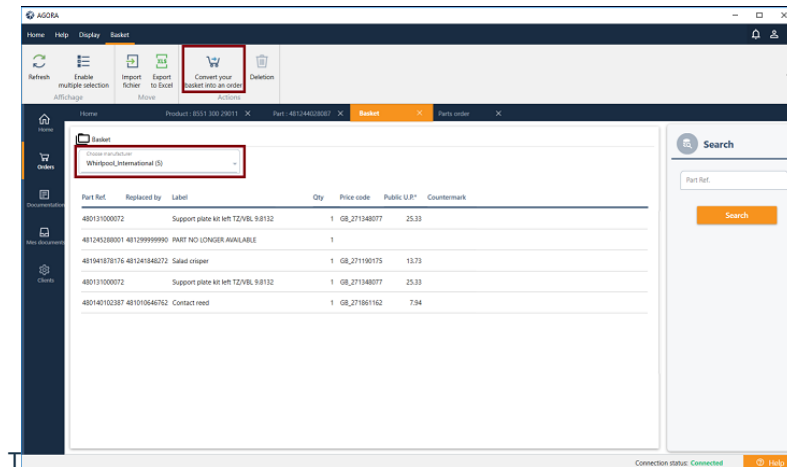 AGORA
Home Help Display Basket
Refresh
Enable multiple selection
Import fichier
Export to Excel
Convert your basket into an order
Deletion
Affichage Move Actions
Home Product : 8551 300 29011 Part : 481244028087 Basket Parts order
Home
Orders
Documentation
Mes documents
Clients
Basket
Choose manufacturer
Whirlpool_International (5)
Part Ref. Replaced by Label Qty Price code Public U.P.* Countermark
480131000072 Support plate kit left TZ/VBL 9.8132 1 GB_271348077 25.33
481245288001 481299999990 PART NO LONGER AVAILABLE 1
481941878176 481241848272 Salad crisper 1 GB_271190175 13.73
480131000072 Support plate kit left TZ/VBL 9.8132 1 GB_271348077 25.33
480140102387 481010646762 Contact reed 1 GB_271861162 7.94
Search
Part Ref.
Search
Connection status: Connected
Help